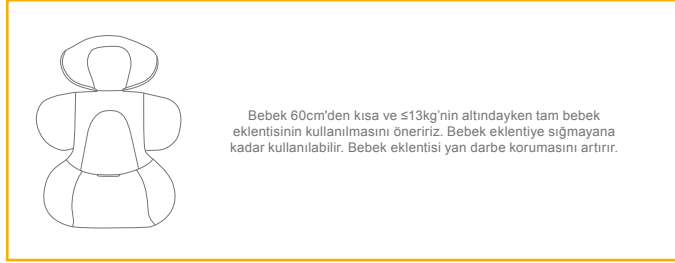 Bebek 60cm'den kısa ve ≤13kg'nin altındayken tam bebek
eklentisinin kullanılmasını öneririz. Bebek eklentiye sığmayana
kadar kullanılabilir. Bebek eklentisi yan darbe korumasını artırır.